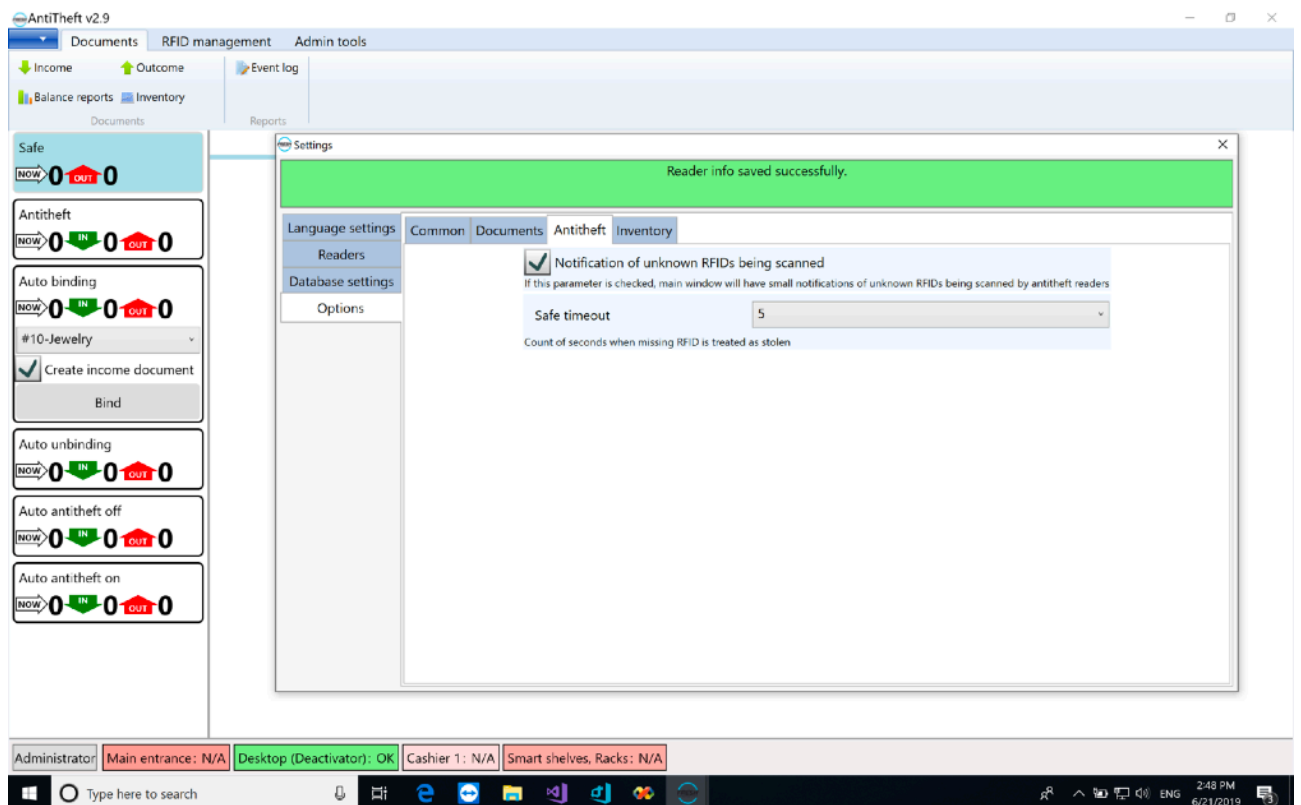 AntiTheft v2.9
Documents RFID management Admin tools
Income Outcome Event log
Balance reports Inventory
Documents Reports
Safe
NOW 0 OUT 0
Antitheft
NOW 0 IN 0 OUT 0
Auto binding
NOW 0 IN 0 OUT 0
#10-Jewelry
Create income document
Bind
Auto unbinding
NOW 0 IN 0 OUT 0
Auto antitheft off
NOW 0 IN 0 OUT 0
Auto antitheft on
NOW 0 IN 0 OUT 0
Settings
Reader info saved successfully.
Language settings
Readers
Database settings
Options
Common Documents Antitheft Inventory
Notification of unknown RFIDs being scanned
If this parameter is checked, main window will have small notifications of unknown RFIDs being scanned by antitheft readers
Safe timeout 5
Count of seconds when missing RFID is treated as stolen
Administrator Main entrance: N/A Desktop (Deactivator): OK Cashier 1: N/A Smart shelves, Racks: N/A
Type here to search
ENG
2:48 PM
6/21/2019
3